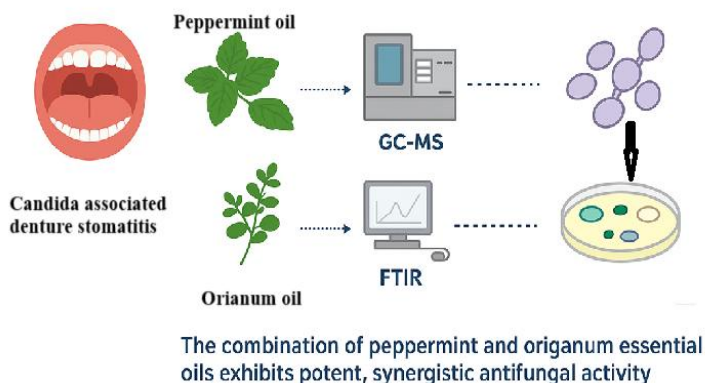 Peppermint oil
GC-MS
Candida associated
denture stomatitis
FTIR
Orianum oil
The combination of peppermint and origanum essential
oils exhibits potent, synergistic antifungal activity